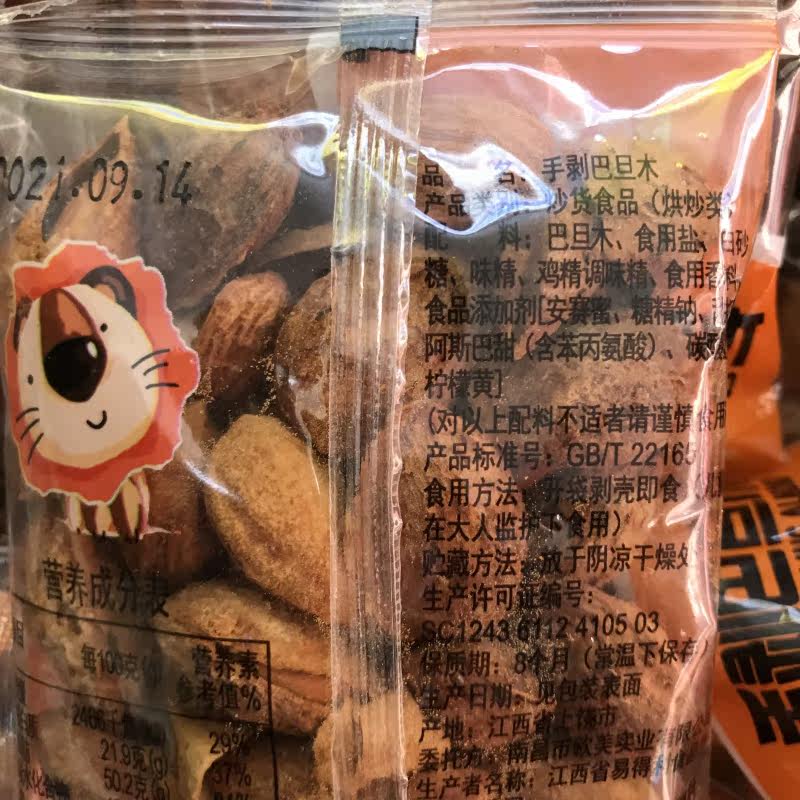 2021.09.14
品 名：手剥巴旦木
产品类别：炒货食品（烘炒类）
配 料：巴旦木、食用盐、白砂
糖、味精、鸡精调味精、食用香料
食品添加剂[安赛蜜、糖精钠、
阿斯巴甜（含苯丙氨酸）、
柠檬黄]
(对以上配料不适者请谨慎食用
产品标准号：GB/T 22165
食用方法：开袋剥壳即食
在大人监护下食用）
贮藏方法：放于阴凉干燥处
生产许可证编号：
SC1243 6112 4105 03
保质期：8个月（常温下保存）
生产日期：见包装表面
产地：江西省上饶市
委托方：南昌市欧美实业有限公
生产者名称：江西省易得利
营养成分表
每100克(g) 营养素
参考值%
29%
21.9克(g) 37%
50.2克(g)